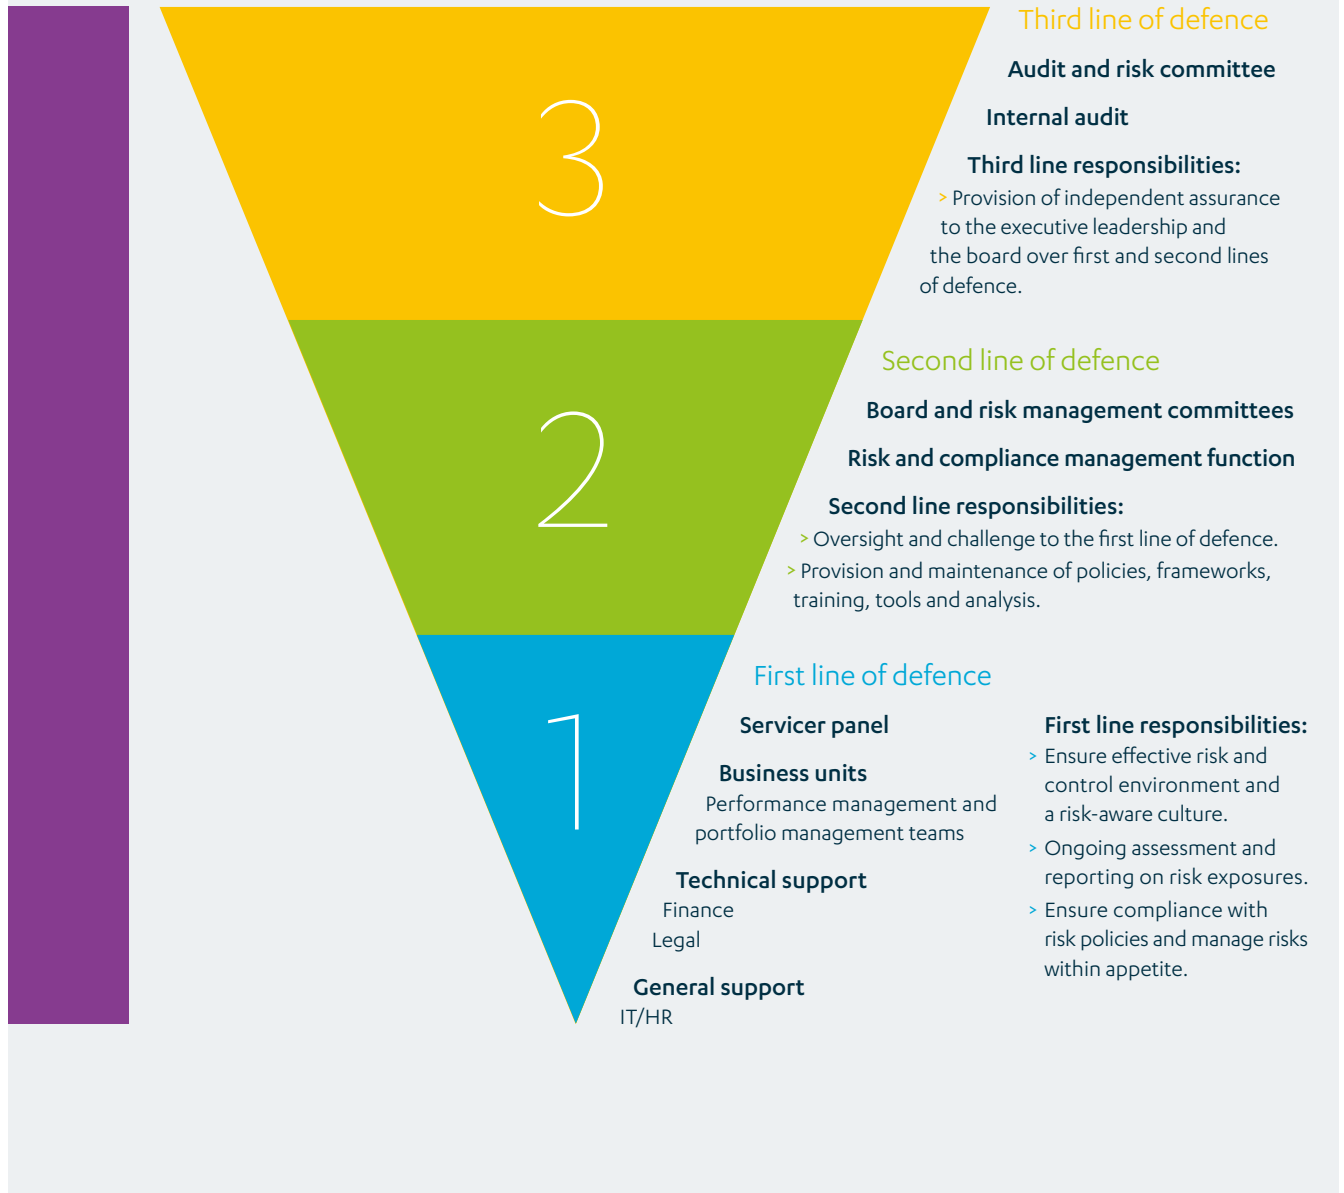 3
Third line of defence
Audit and risk committee
Internal audit
Third line responsibilities:
> Provision of independent assurance
to the executive leadership and
the board over first and second lines
of defence.
2
Second line of defence
Board and risk management committees
Risk and compliance management function
Second line responsibilities:
> Oversight and challenge to the first line of defence.
> Provision and maintenance of policies, frameworks,
training, tools and analysis.
1
First line of defence
Servicer panel
Business units
Performance management and
portfolio management teams
Technical support
Finance
Legal
General support
IT/HR
First line responsibilities:
> Ensure effective risk and
control environment and
a risk-aware culture.
> Ongoing assessment and
reporting on risk exposures.
> Ensure compliance with
risk policies and manage risks
within appetite.